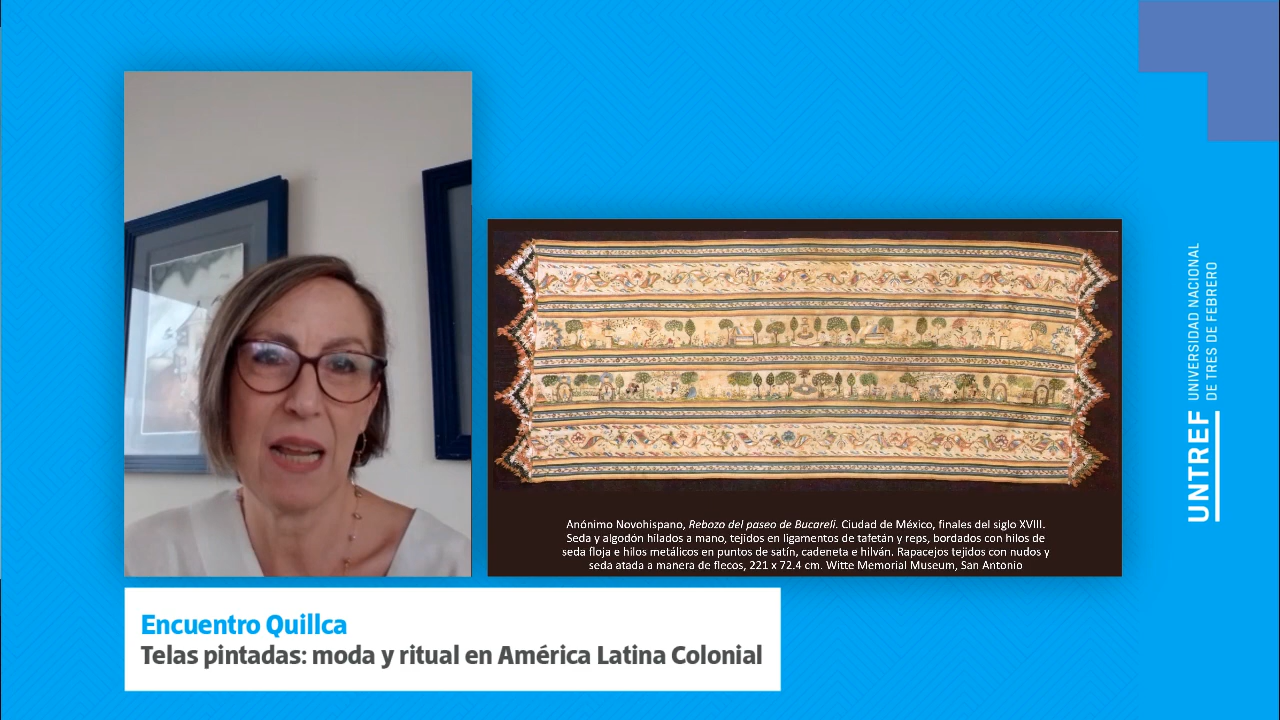 Anónimo Novohispano, Rebozo del paseo de Bucareli. Ciudad de México, finales del siglo XVIII.
Seda y algodón hilados a mano, tejidos en ligamentos de tafetán y reps, bordados con hilos de
seda floja e hilos metálicos en puntos de satín, cadeneta e hilván. Rapacejos tejidos con nudos y
seda atada a manera de flecos, 221 x 72.4 cm. Witte Memorial Museum, San Antonio
Encuentro Quillca
Telas pintadas: moda y ritual en América Latina Colonial
UNTREF
UNIVERSIDAD NACIONAL
DE TRES DE FEBRERO